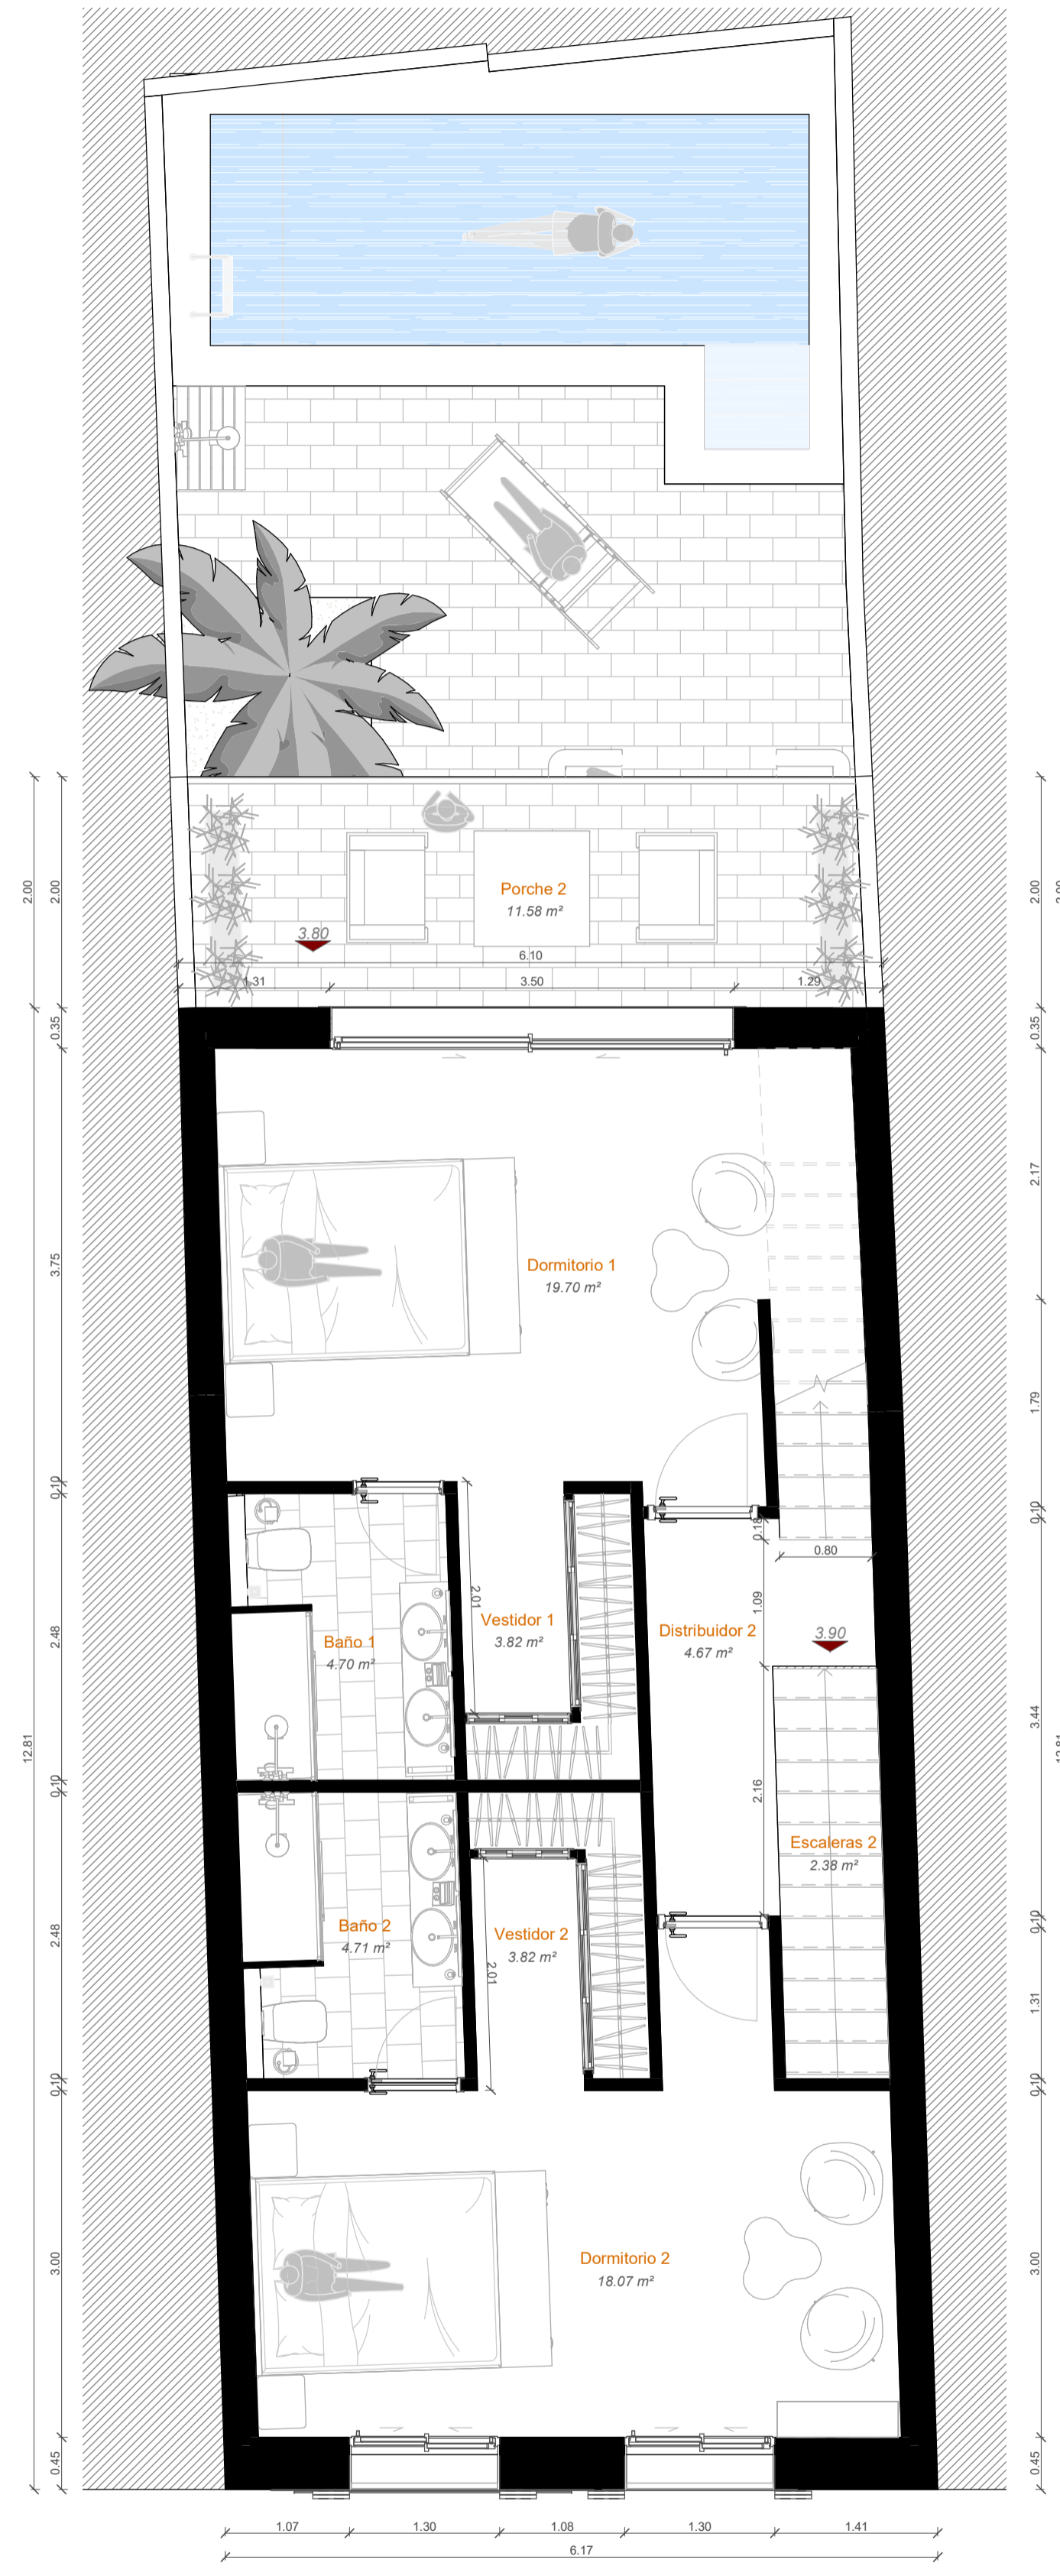 2.00
2.00
2.00
Porche 2
11.58 m²
3.80
6.10
1.31
3.50
1.29
0.35
0.35
2.17
3.75
Dormitorio 1
19.70 m²
1.79
0.10
0.10
0.18
0.80
2.01
1.09
Vestidor 1
3.82 m²
Distribuidor 2
4.67 m²
3.90
2.48
Baño 1
4.70 m²
3.44
12.81
0.10
2.16
Escaleras 2
2.38 m²
0.10
2.48
Baño 2
4.71 m²
Vestidor 2
3.82 m²
2.01
1.31
0.10
0.10
3.00
Dormitorio 2
18.07 m²
3.00
0.45
0.45
1.07
1.30
1.08
1.30
1.41
6.17